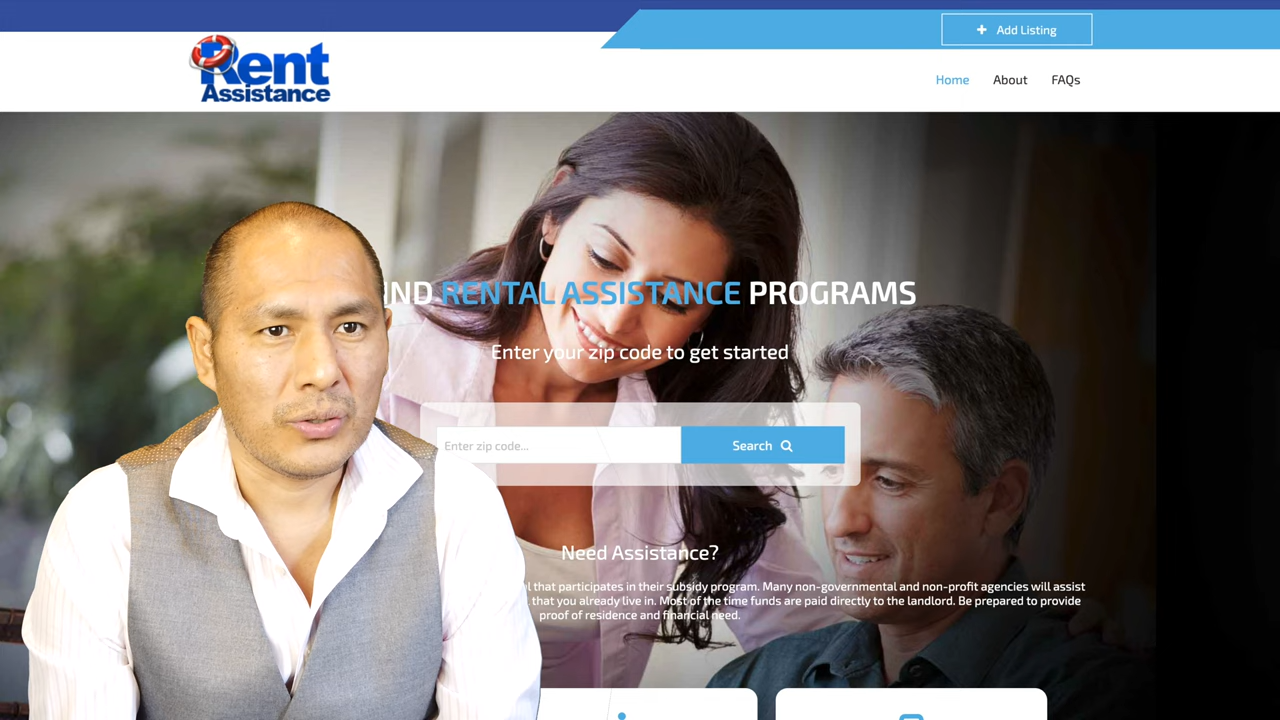 Add Listing
Rent
Assistance
Home About FAQs
IND RENTAL ASSISTANCE PROGRAMS
Enter your zip code to get started
Enter zip code...
Search
Need Assistance?
that participates in their subsidy program. Many non-governmental and non-profit agencies will assist
that you already live in. Most of the time funds are paid directly to the landlord. Be prepared to provide
proof of residence and financial need.